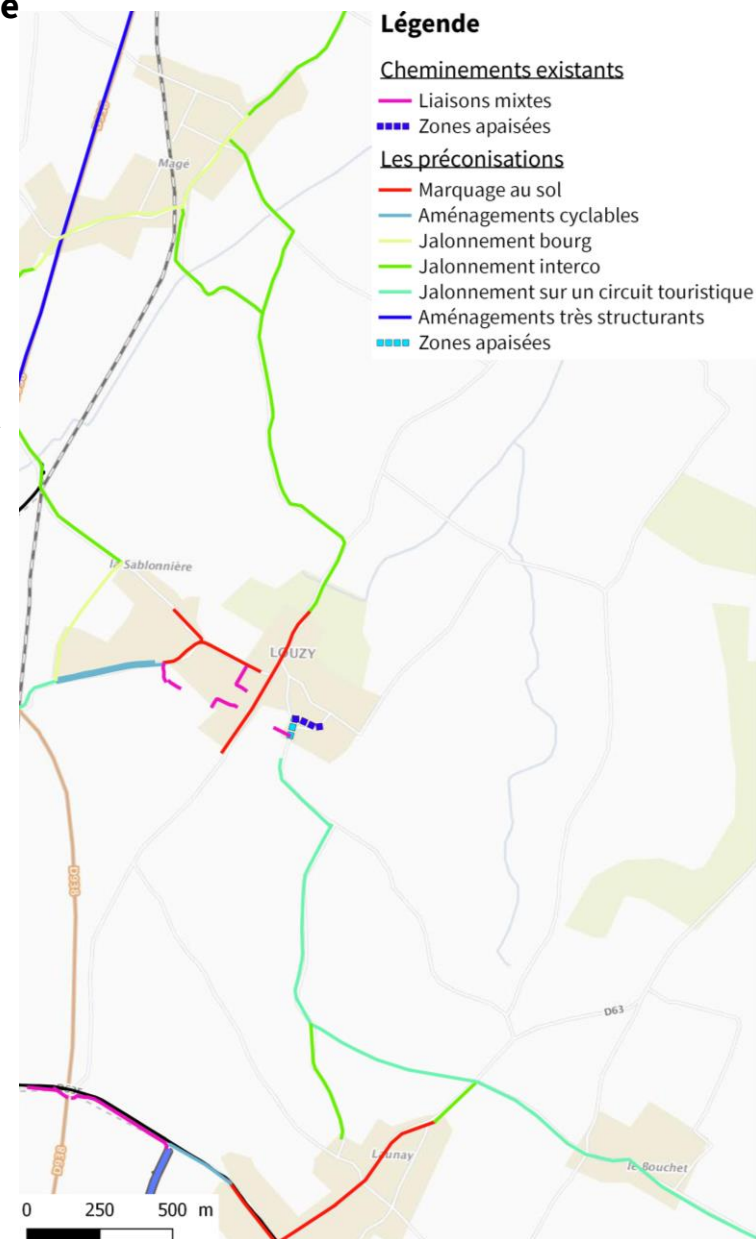 e
Légende
Cheminements existants
Liaisons mixtes
Zones apaisées
Les préconisations
Marquage au sol
Aménagements cyclables
Jalonnement bourg
Jalonnement interco
Jalonnement sur un circuit touristique
Aménagements très structurants
Zones apaisées
Magé
la Sablonnière
LOUZY
D938
D63
D938
Launay
le Bouchet
0 250 500 m